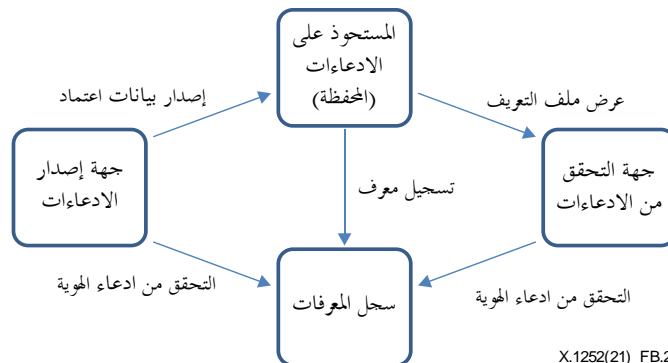 المستحوذ على
الادعاءات
(المحفظة)
إصدار بيانات اعتماد
عرض ملف التعريف
جهة إصدار
الادعاءات
تسجيل معرف
جهة التحقق
من الادعاءات
التحقق من ادعاء الهوية
سجل المعرفات
التحقق من ادعاء الهوية
X.1252(21)_FB.2